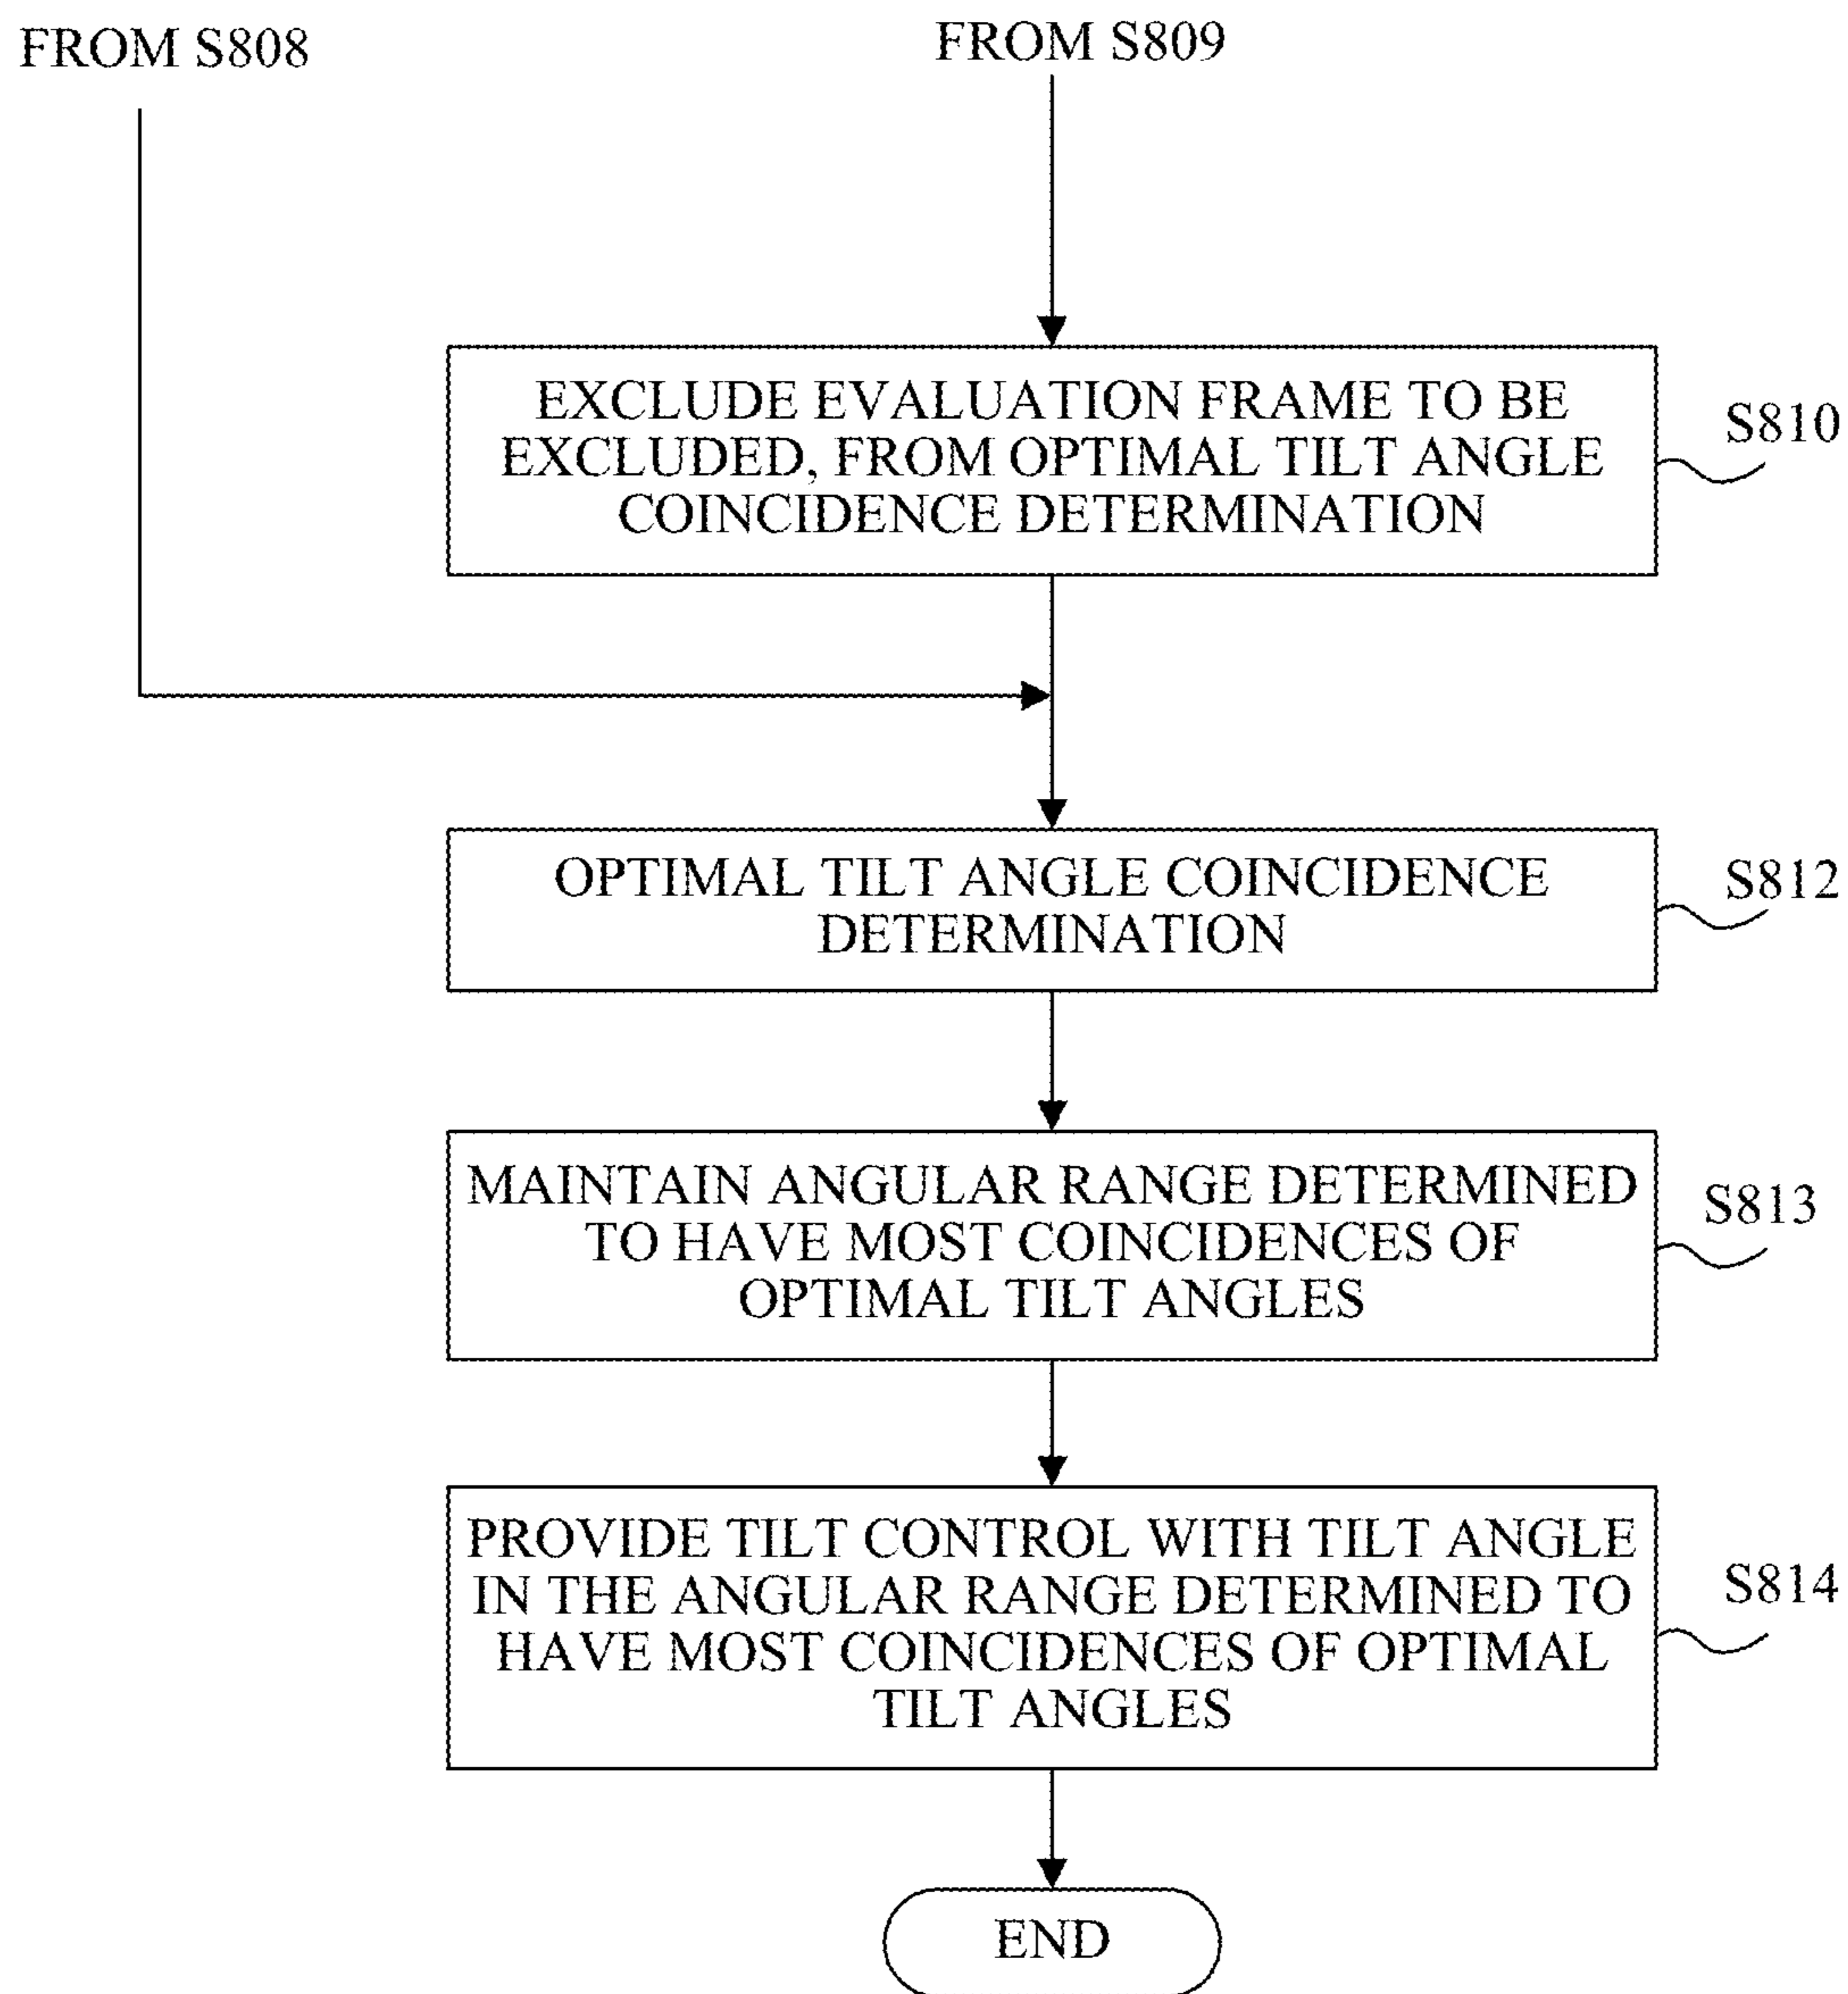 FROM S808
FROM S809
EXCLUDE EVALUATION FRAME TO BE
EXCLUDED, FROM OPTIMAL TILT ANGLE
COINCIDENCE DETERMINATION
S810
OPTIMAL TILT ANGLE COINCIDENCE
DETERMINATION
S812
MAINTAIN ANGULAR RANGE DETERMINED
TO HAVE MOST COINCIDENCES OF
OPTIMAL TILT ANGLES
S813
PROVIDE TILT CONTROL WITH TILT ANGLE
IN THE ANGULAR RANGE DETERMINED TO
HAVE MOST COINCIDENCES OF OPTIMAL
TILT ANGLES
S814
END